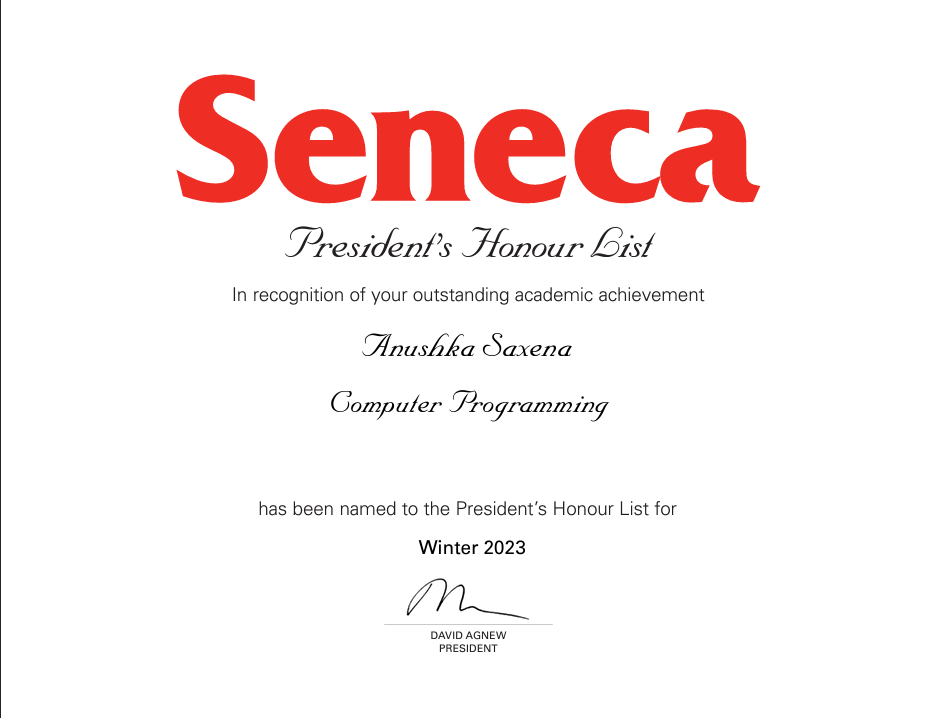 Seneca
President's Honour List
In recognition of your outstanding academic achievement
Anushka Saxena
Computer Programming
has been named to the President's Honour List for
Winter 2023
DAVID AGNEW
PRESIDENT